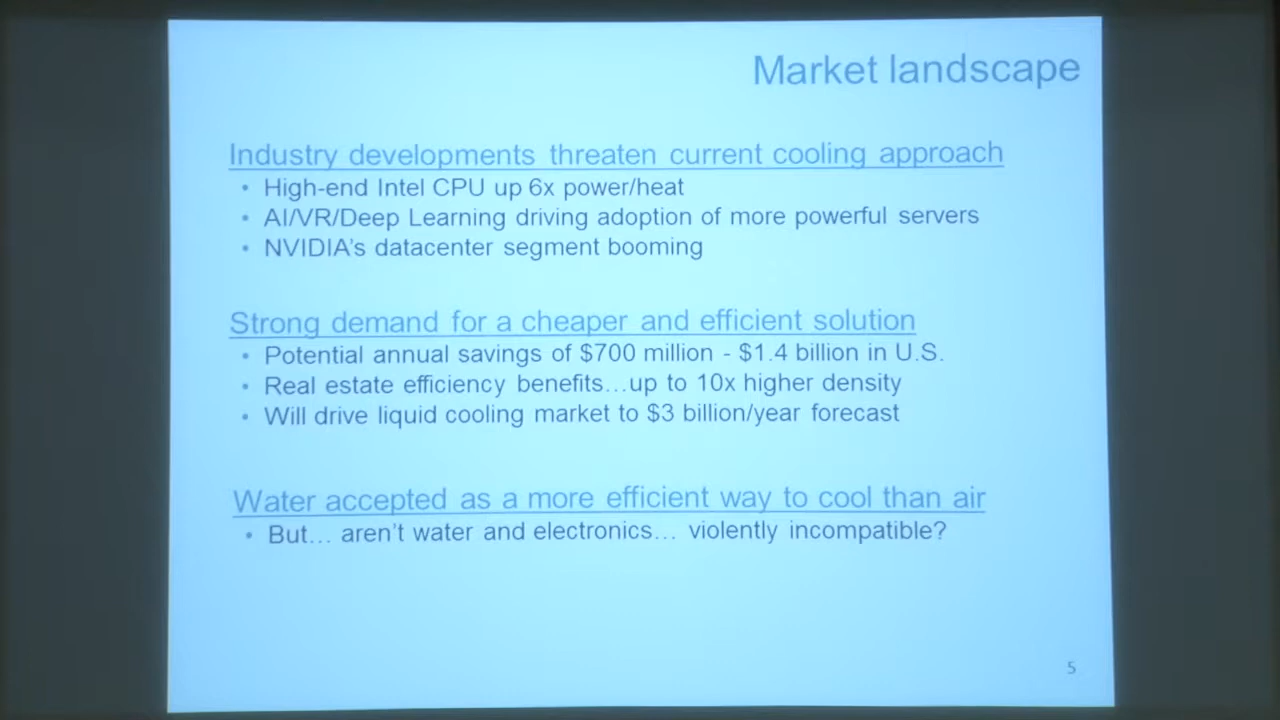 Market landscape
Industry developments threaten current cooling approach
• High-end Intel CPU up 6x power/heat
• AI/VR/Deep Learning driving adoption of more powerful servers
• NVIDIA's datacenter segment booming
Strong demand for a cheaper and efficient solution
• Potential annual savings of $700 million - $1.4 billion in U.S.
• Real estate efficiency benefits…up to 10x higher density
• Will drive liquid cooling market to $3 billion/year forecast
Water accepted as a more efficient way to cool than air
• But… aren't water and electronics… violently incompatible?
5